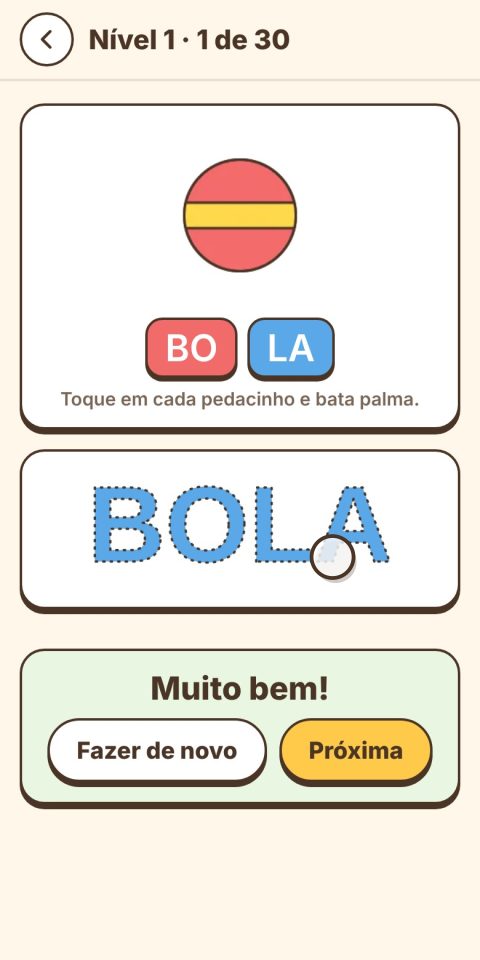 Nível 1 · 1 de 30
BO LA
Toque em cada pedacinho e bata palma.
BOLA
Muito bem!
Fazer de novo Próxima